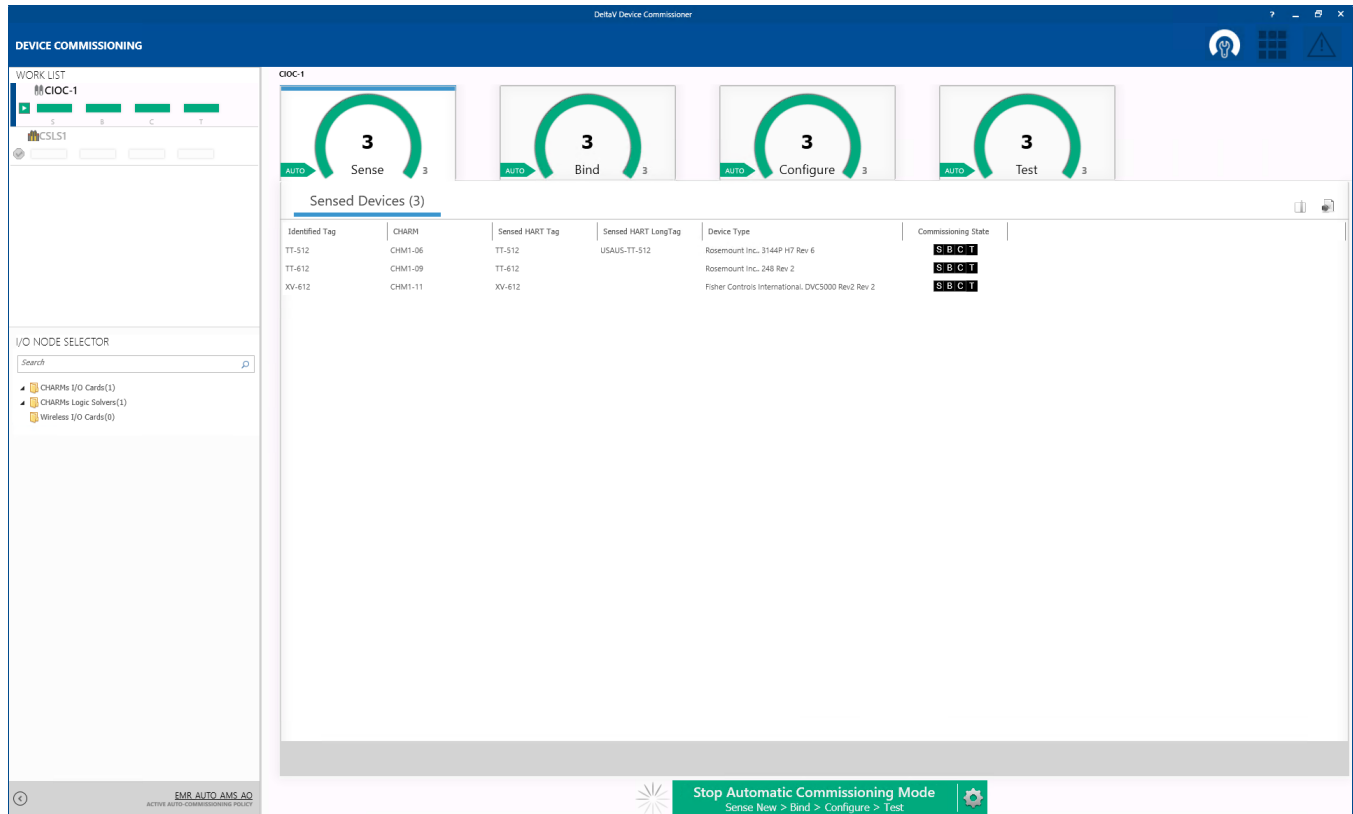 DeltaV Device Commissioner
?
DEVICE COMMISSIONING
WORK LIST
CIOC-1
S B C T
CSLS1
CIOC-1
3
AUTO Sense 3
3
AUTO Bind 3
3
AUTO Configure 3
3
AUTO Test 3
Sensed Devices (3)
Identified Tag CHARM Sensed HART Tag Sensed HART LongTag Device Type Commissioning State
TT-512 CHM1-06 TT-512 USAUS-TT-512 Rosemount Inc.. 3144P H7 Rev 6 S B C T
TT-612 CHM1-09 TT-612 Rosemount Inc.. 248 Rev 2 S B C T
XV-612 CHM1-11 XV-612 Fisher Controls International. DVC5000 Rev2 Rev 2 S B C T
I/O NODE SELECTOR
Search
CHARMs I/O Cards(1)
CHARMs Logic Solvers(1)
Wireless I/O Cards(0)
EMR AUTO AMS AO
ACTIVE AUTO-COMMISSIONING POLICY
Stop Automatic Commissioning Mode
Sense New > Bind > Configure > Test